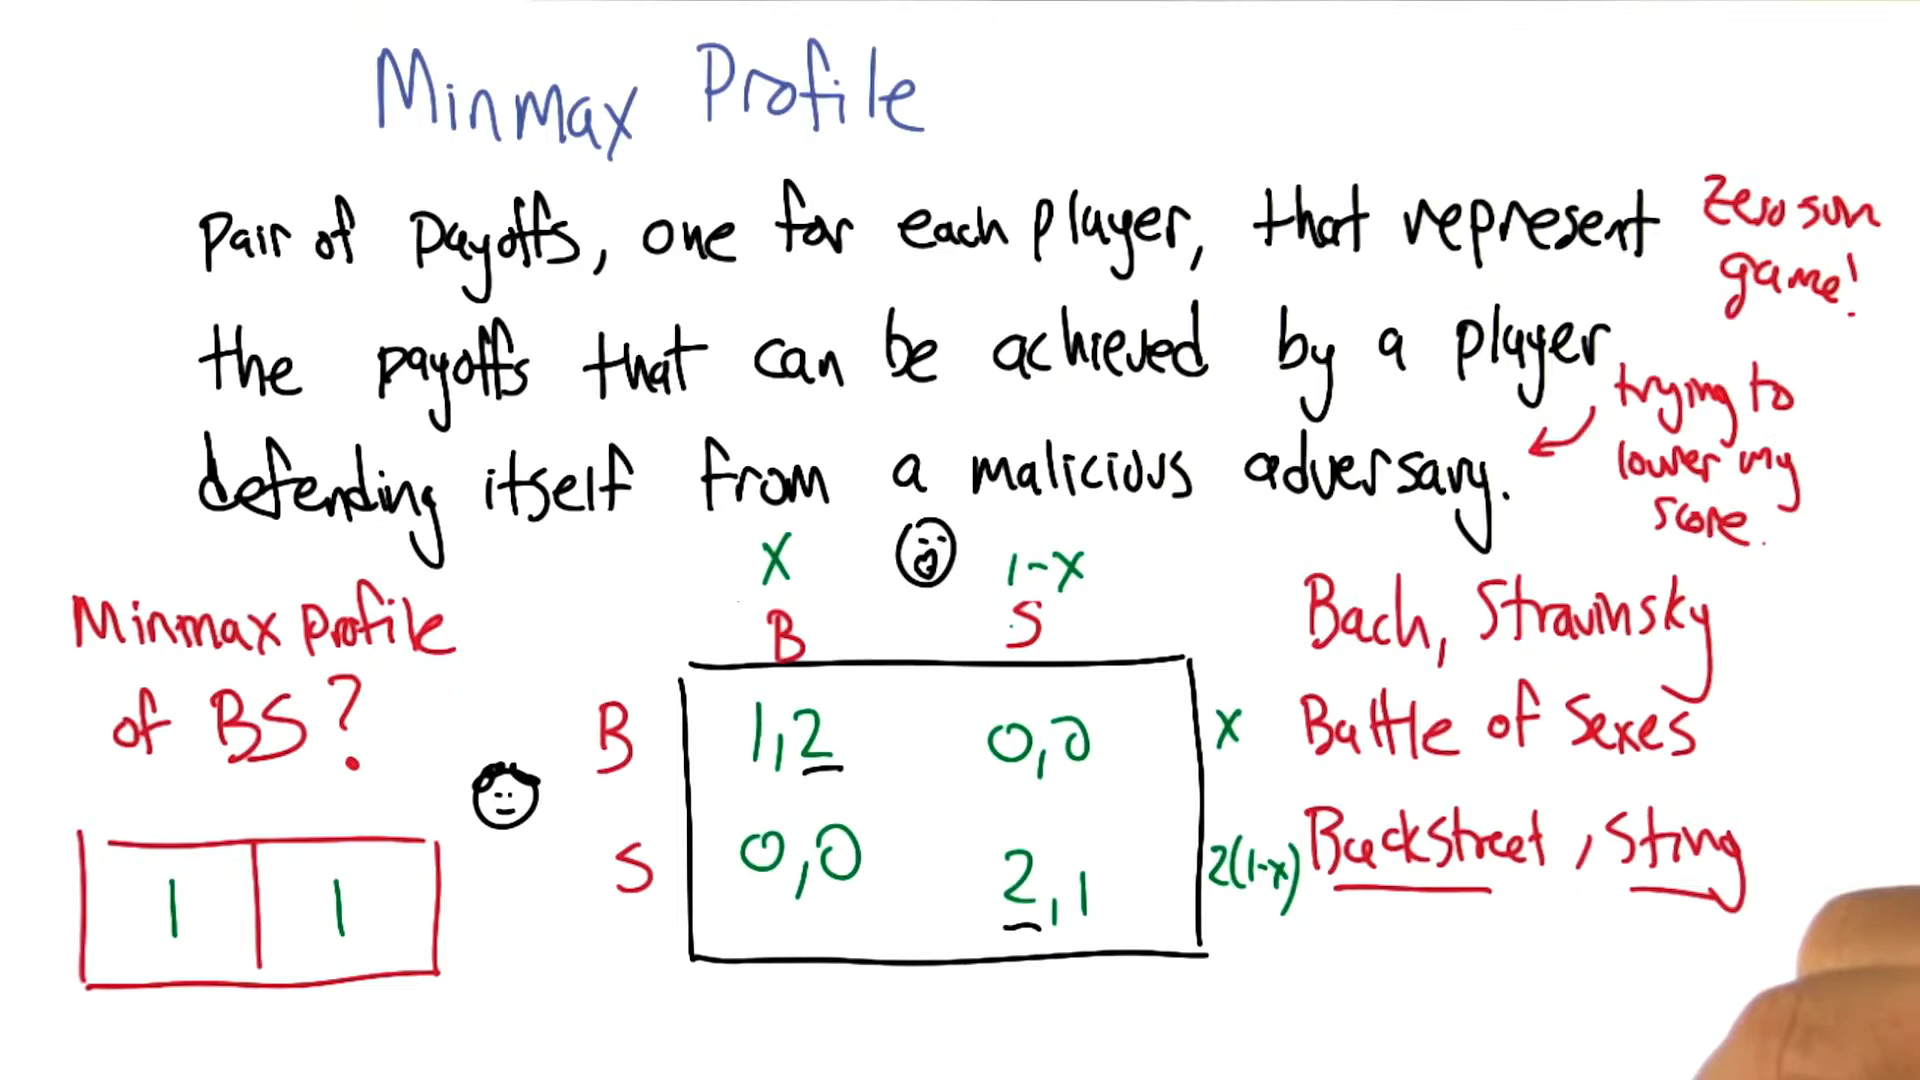 Minmax Profile
pair of payoffs, one for each player, that represent
the payoffs that can be achieved by a player
defending itself from a malicious adversary.
Zero sum
game!
trying to
lower my
score.
Minmax profile
of BS?
1 1
x 1-x
B S
B 1,2 0,0 x
S 0,0 2,1 2(1-x)
Bach, Stravinsky
Battle of Sexes
Backstreet, Sting